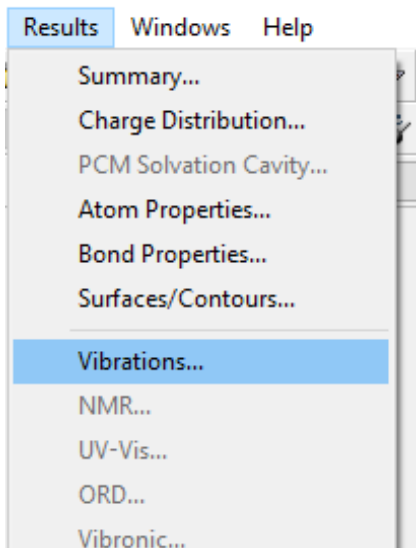 Results Windows Help
Summary...
Charge Distribution...
PCM Solvation Cavity...
Atom Properties...
Bond Properties...
Surfaces/Contours...
Vibrations...
NMR...
UV-Vis...
ORD...
Vibronic...